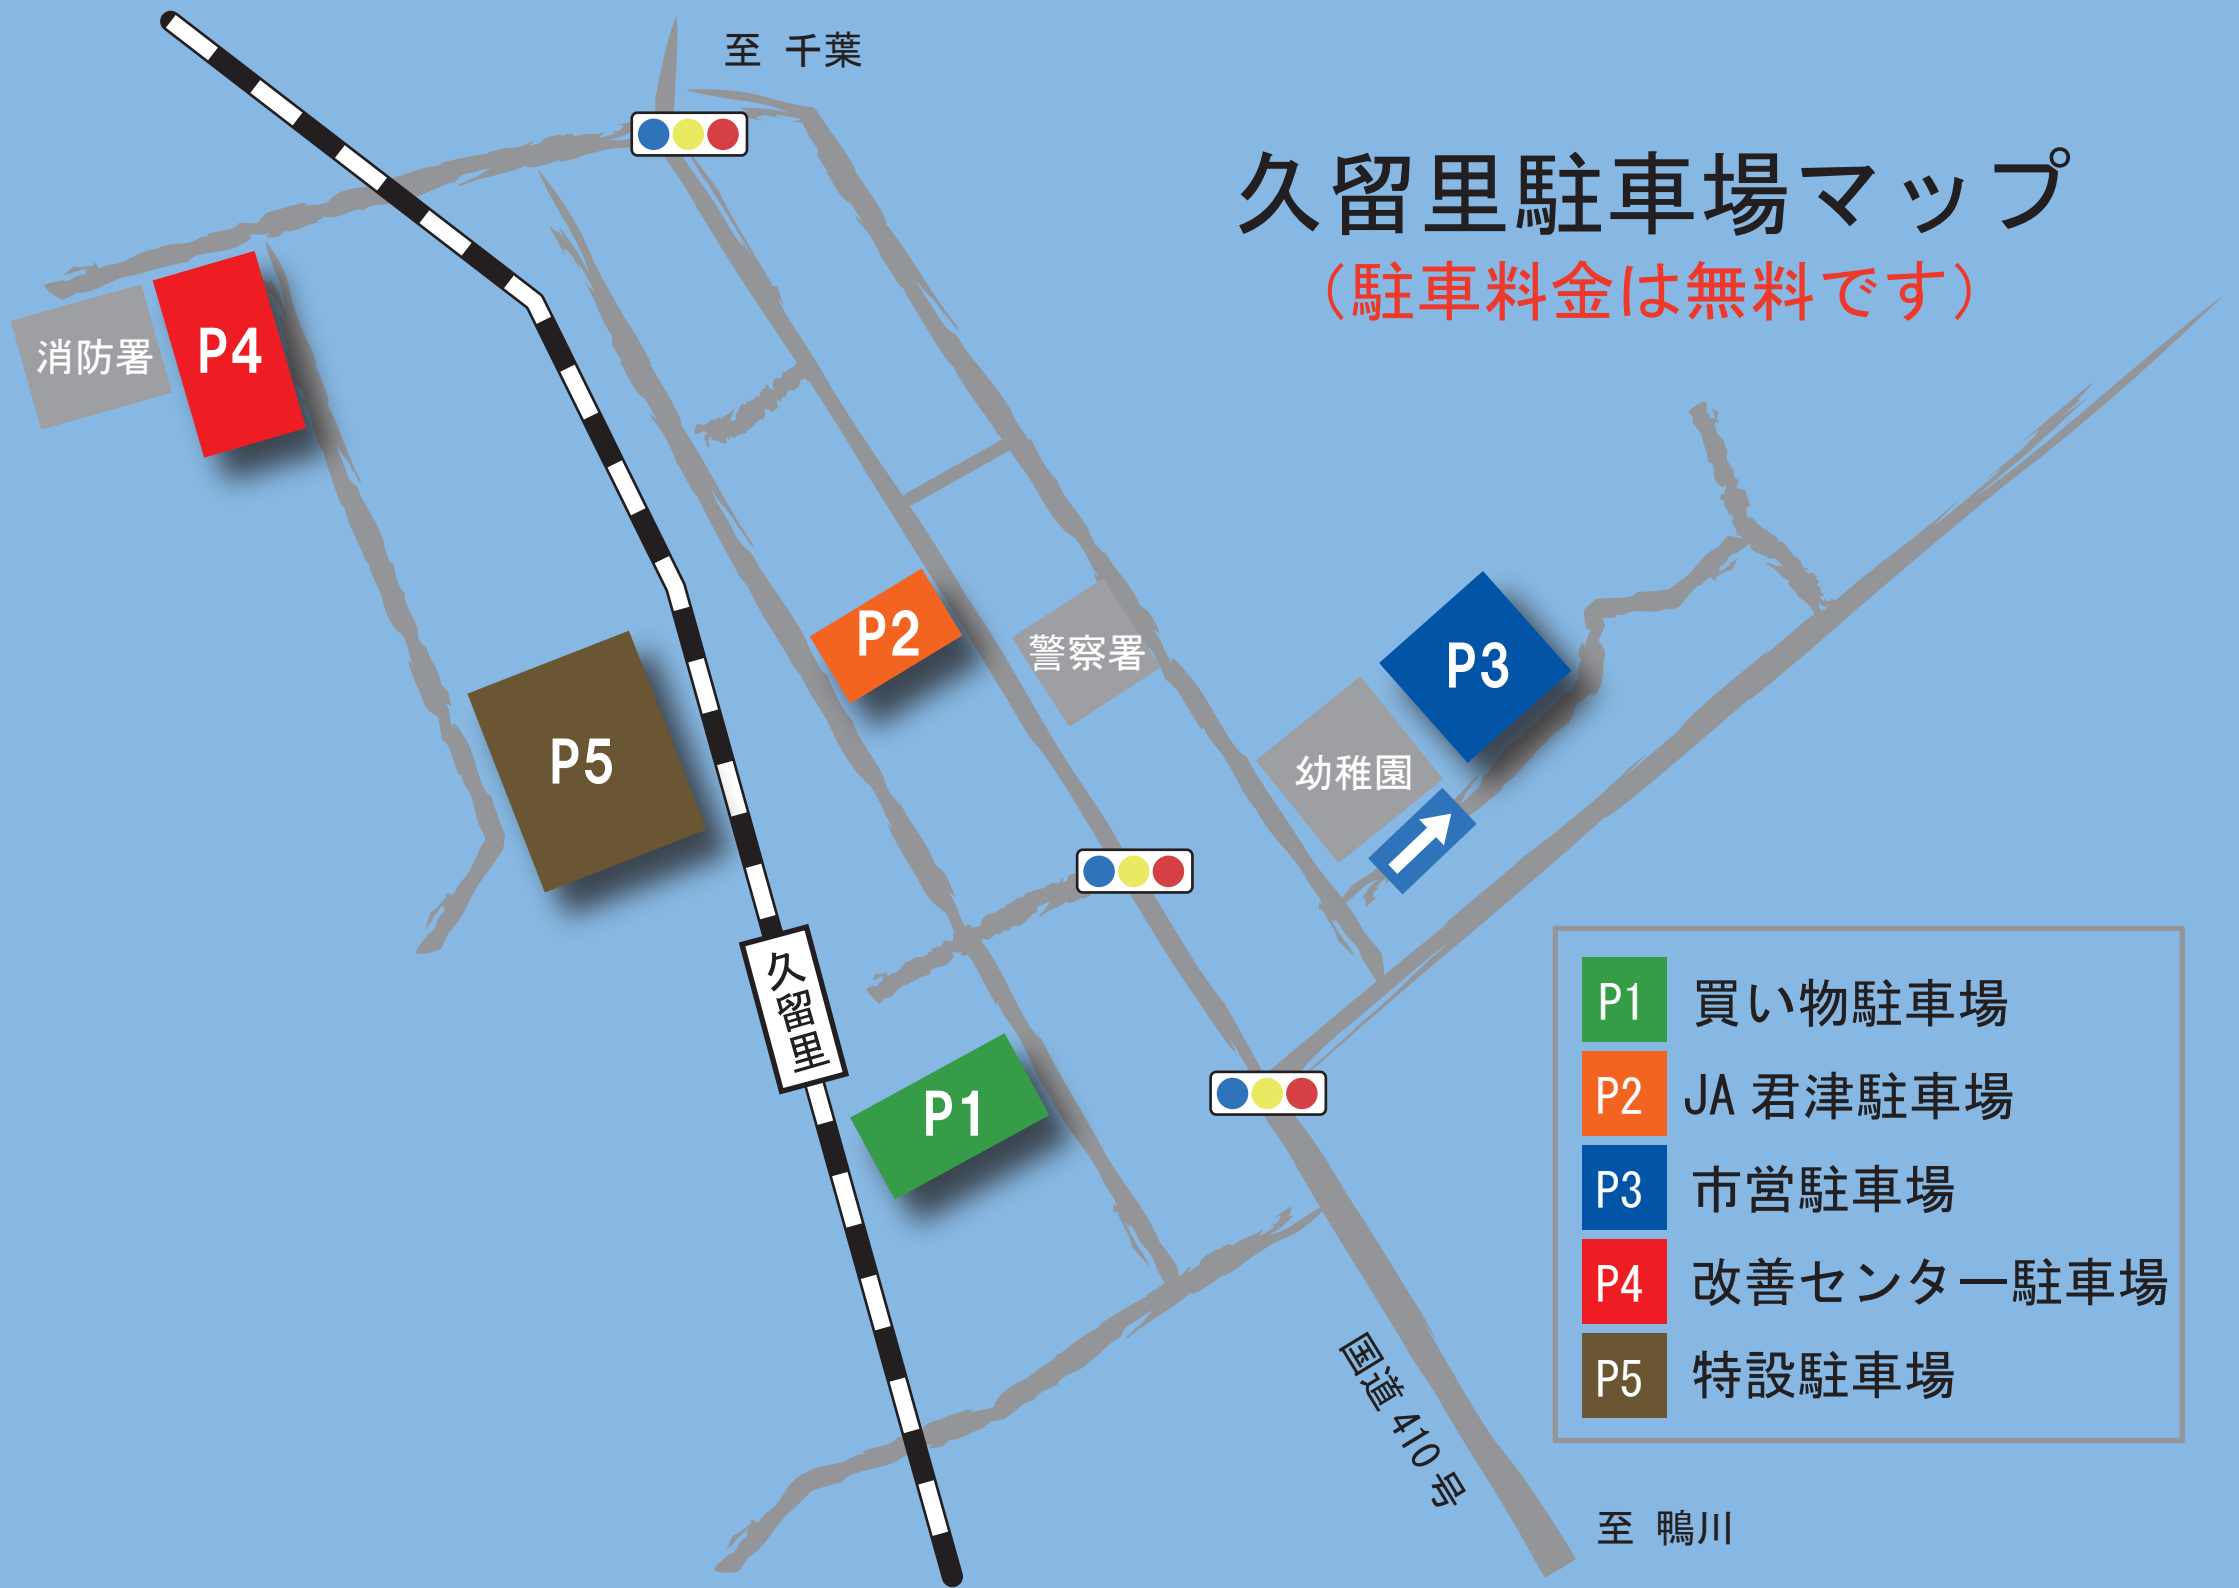 至 千葉
久留里駐車場マップ
（駐車料金は無料です）
消防署
P4
P2
警察署
P3
P5
幼稚園
久留里
P1
P1 買い物駐車場
P2 JA 君津駐車場
P3 市営駐車場
P4 改善センター駐車場
P5 特設駐車場
国道 410 号
至 鴨川